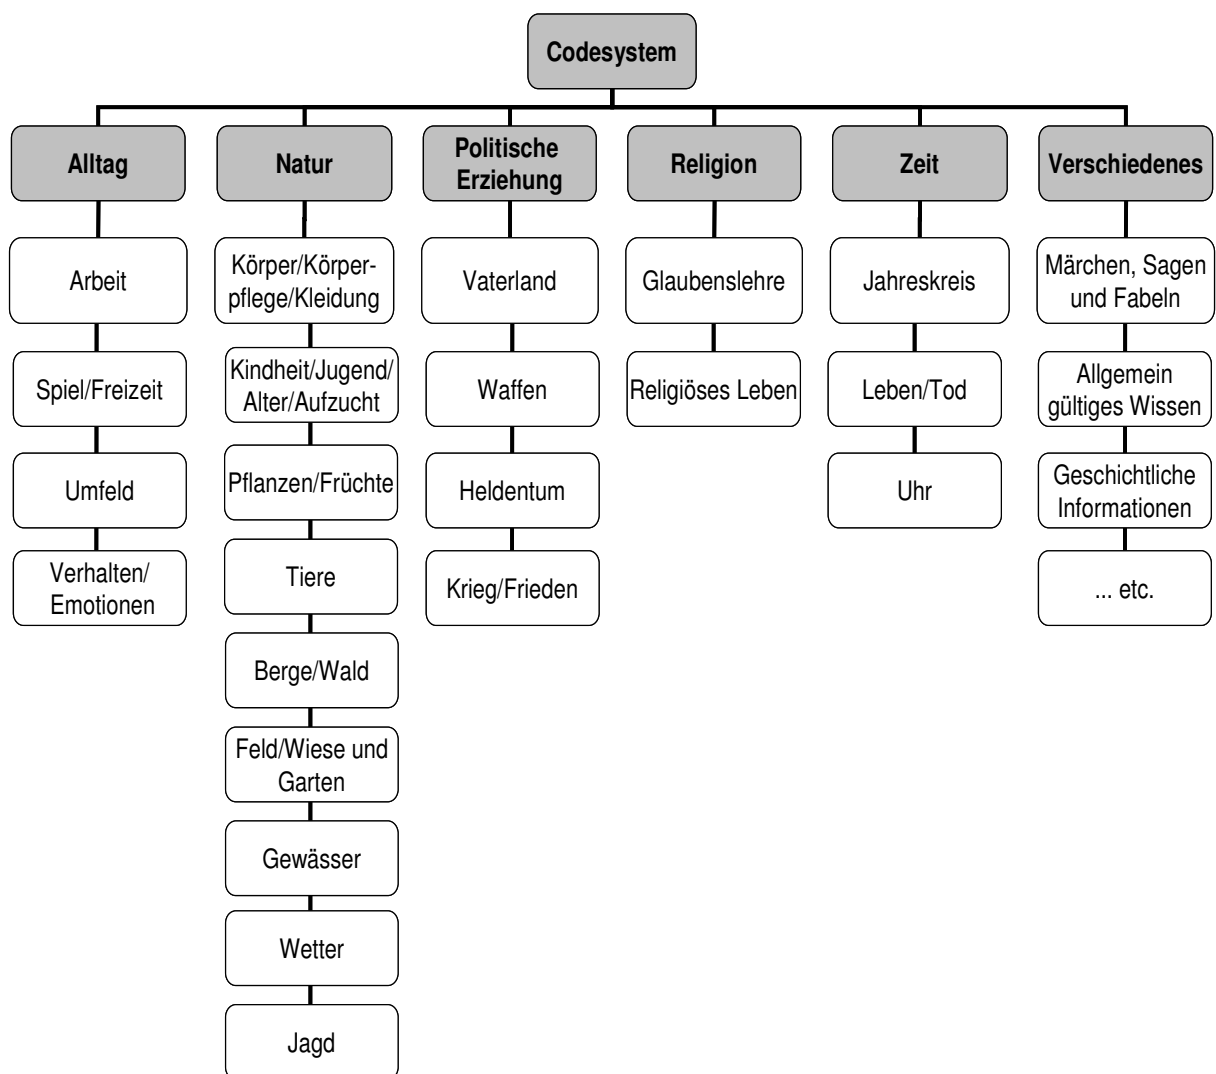 Codesystem
Alltag
Natur
Politische
Erziehung
Religion
Zeit
Verschiedenes
Arbeit
Spiel/Freizeit
Umfeld
Verhalten/
Emotionen
Körper/Körper-
pflege/Kleidung
Kindheit/Jugend/
Alter/Aufzucht
Pflanzen/Früchte
Tiere
Berge/Wald
Feld/Wiese und
Garten
Gewässer
Wetter
Jagd
Vaterland
Waffen
Heldentum
Krieg/Frieden
Glaubenslehre
Religiöses Leben
Jahreskreis
Leben/Tod
Uhr
Märchen, Sagen
und Fabeln
Allgemein
gültiges Wissen
Geschichtliche
Informationen
... etc.